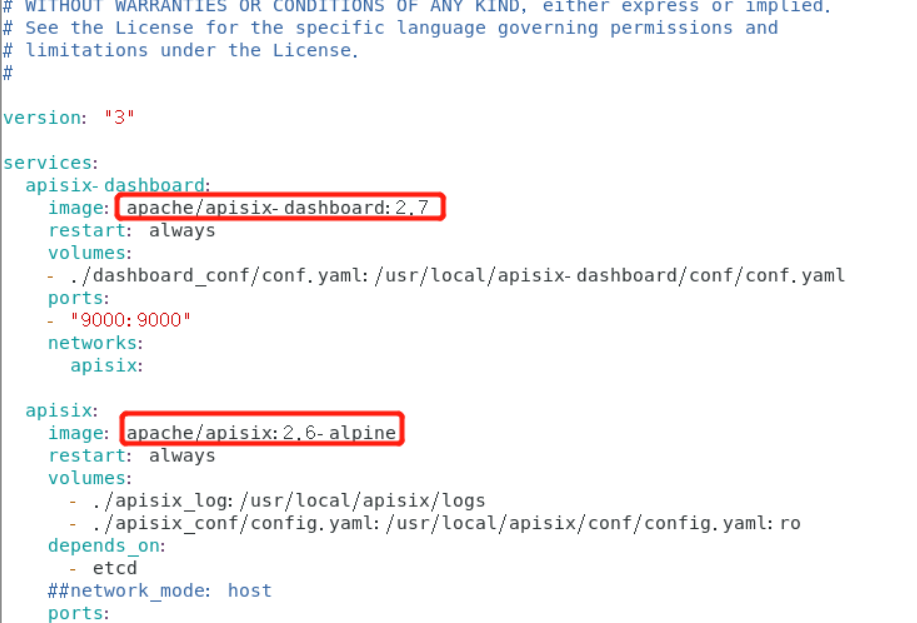 # WITHOUT WARRANTIES OR CONDITIONS OF ANY KIND, either express or implied.
# See the License for the specific language governing permissions and
# limitations under the License.
#
version: "3"
services:
  apisix-dashboard:
    image: apache/apisix-dashboard:2.7
    restart: always
    volumes:
    - ./dashboard_conf/conf.yaml:/usr/local/apisix-dashboard/conf/conf.yaml
    ports:
    - "9000:9000"
    networks:
      apisix:
  apisix:
    image: apache/apisix:2.6-alpine
    restart: always
    volumes:
      - ./apisix_log:/usr/local/apisix/logs
      - ./apisix_conf/config.yaml:/usr/local/apisix/conf/config.yaml:ro
    depends_on:
      - etcd
    ##network_mode: host
    ports: